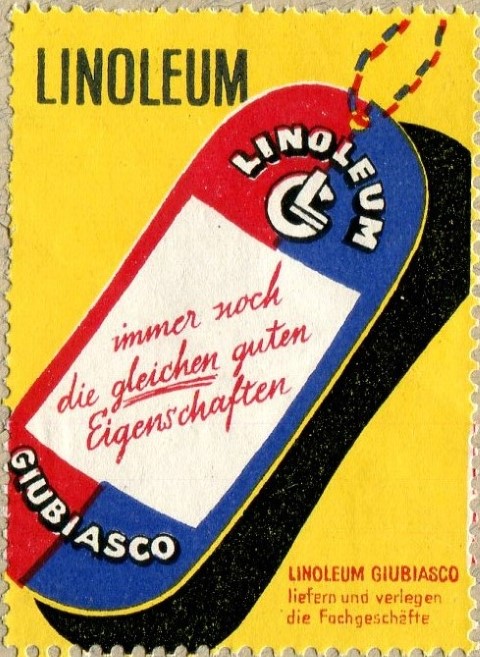 LINOLEUM
LINOLEUM
immer noch
die gleichen guten
Eigenschaften
GIUBIASCO
LINOLEUM GIUBIASCO
liefern und verlegen
die Fachgeschäfte